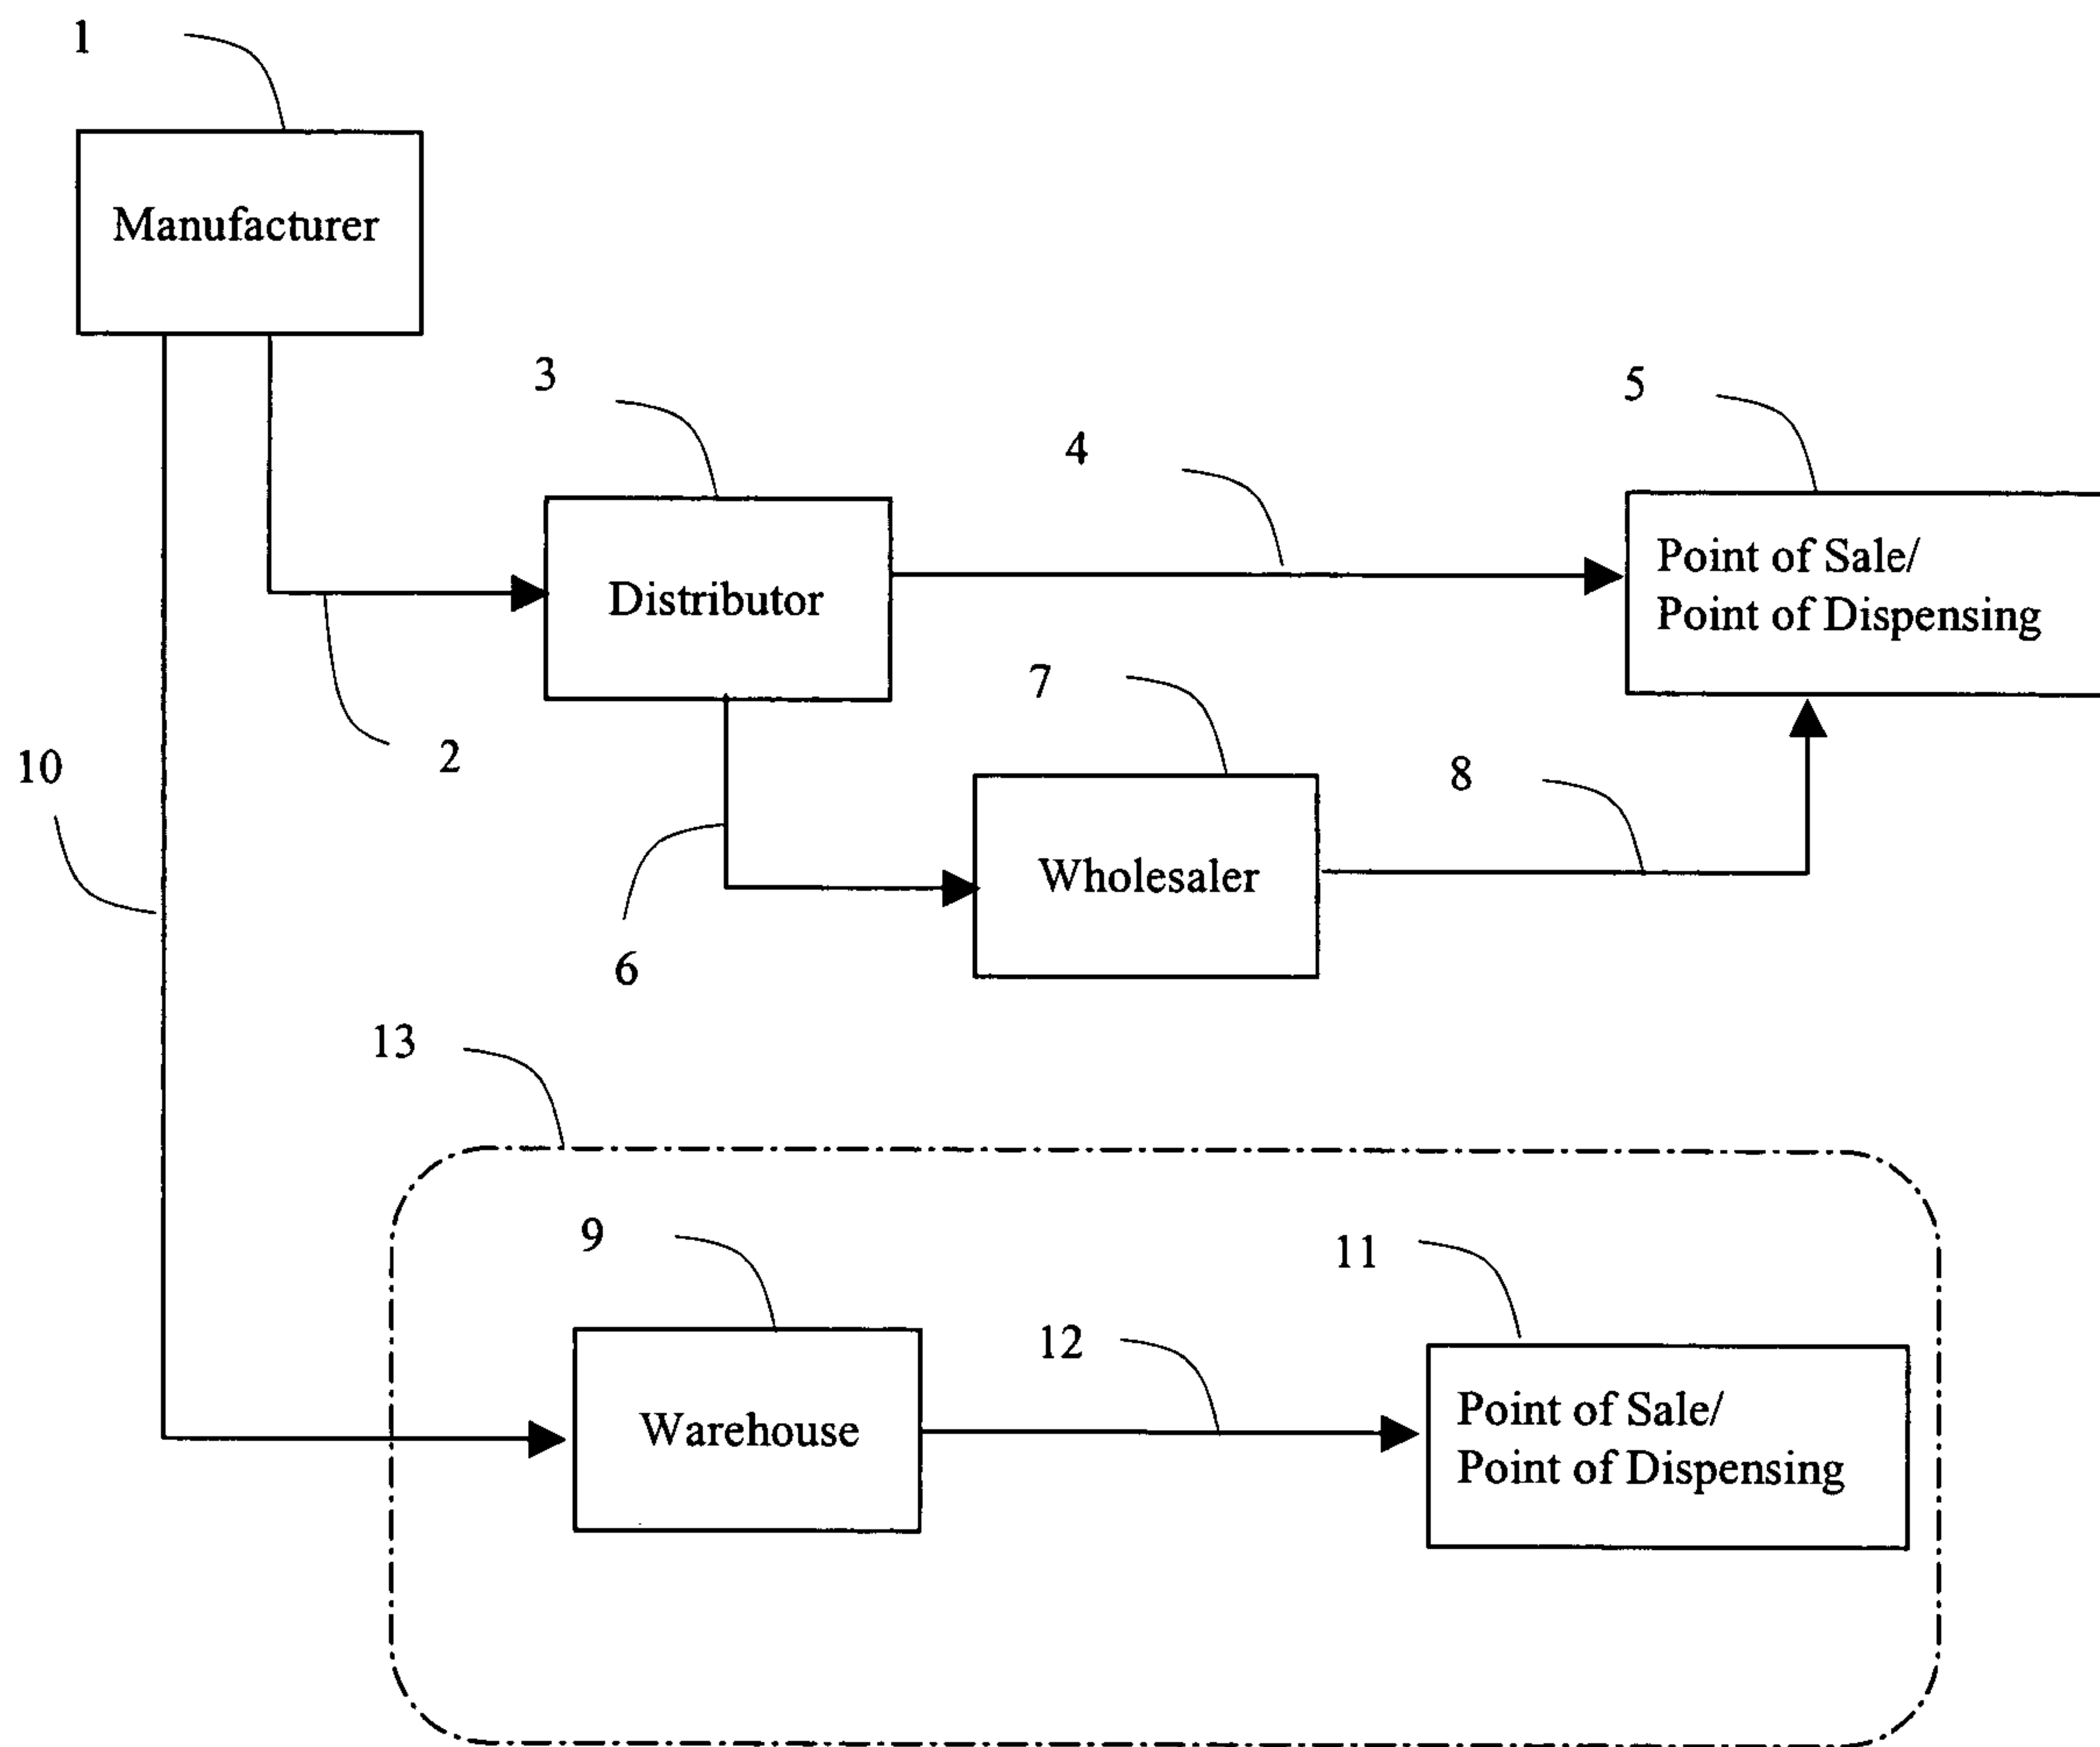 1
Manufacturer
3
5
4
Point of Sale/
Point of Dispensing
Distributor
7
2
10
8
Wholesaler
6
13
9
11
12
Point of Sale/
Point of Dispensing
Warehouse